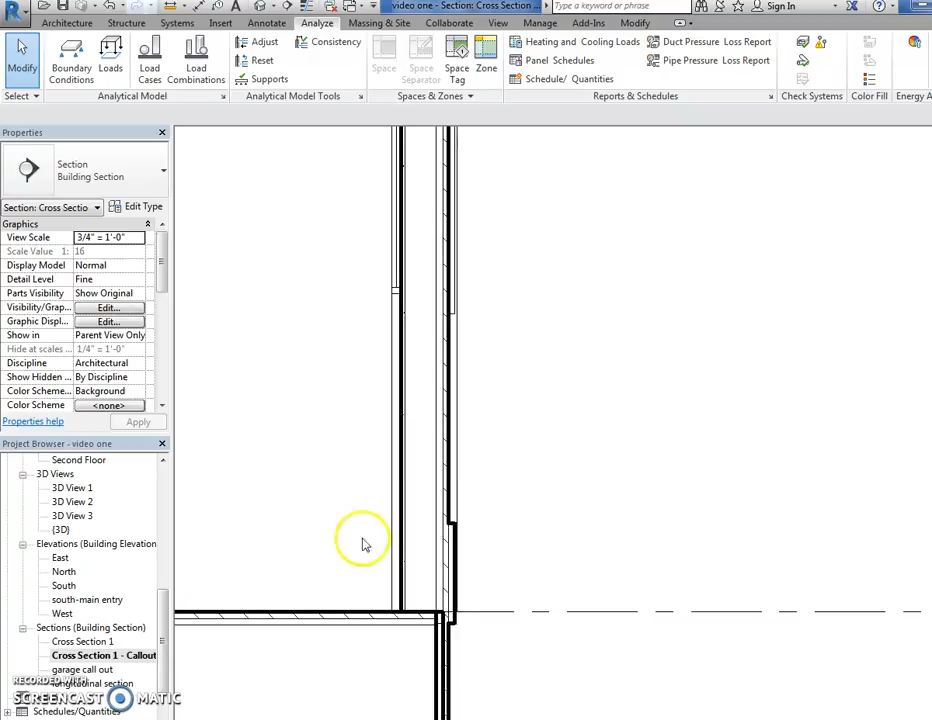 video one - Section: Cross Section ...
Type a keyword or phrase
Sign In
Architecture Structure Systems Insert Annotate Analyze Massing & Site Collaborate View Manage Add-Ins Modify
Modify
Boundary Conditions
Loads
Load Cases
Load Combinations
Adjust
Reset
Supports
Consistency
Space
Space Separator
Space Tag
Zone
Heating and Cooling Loads
Panel Schedules
Schedule/ Quantities
Duct Pressure Loss Report
Pipe Pressure Loss Report
Select
Analytical Model
Analytical Model Tools
Spaces & Zones
Reports & Schedules
Check Systems
Color Fill
Energy A
Properties
Section
Building Section
Section: Cross Sectio
Edit Type
Graphics
View Scale 3/4" = 1'-0"
Scale Value 1: 16
Display Model Normal
Detail Level Fine
Parts Visibility Show Original
Visibility/Grap... Edit...
Graphic Displ... Edit...
Show in Parent View Only
Hide at scales ... 1/4" = 1'-0"
Discipline Architectural
Show Hidden ... By Discipline
Color Scheme... Background
Color Scheme <none>
Properties help
Apply
Project Browser - video one
Second Floor
3D Views
3D View 1
3D View 2
3D View 3
{3D}
Elevations (Building Elevation
East
North
South
south-main entry
West
Sections (Building Section)
Cross Section 1
Cross Section 1 - Callout
garage call out
longitudinal section
Schedules/Quantities
RECORDED WITH
SCREENCAST MATIC